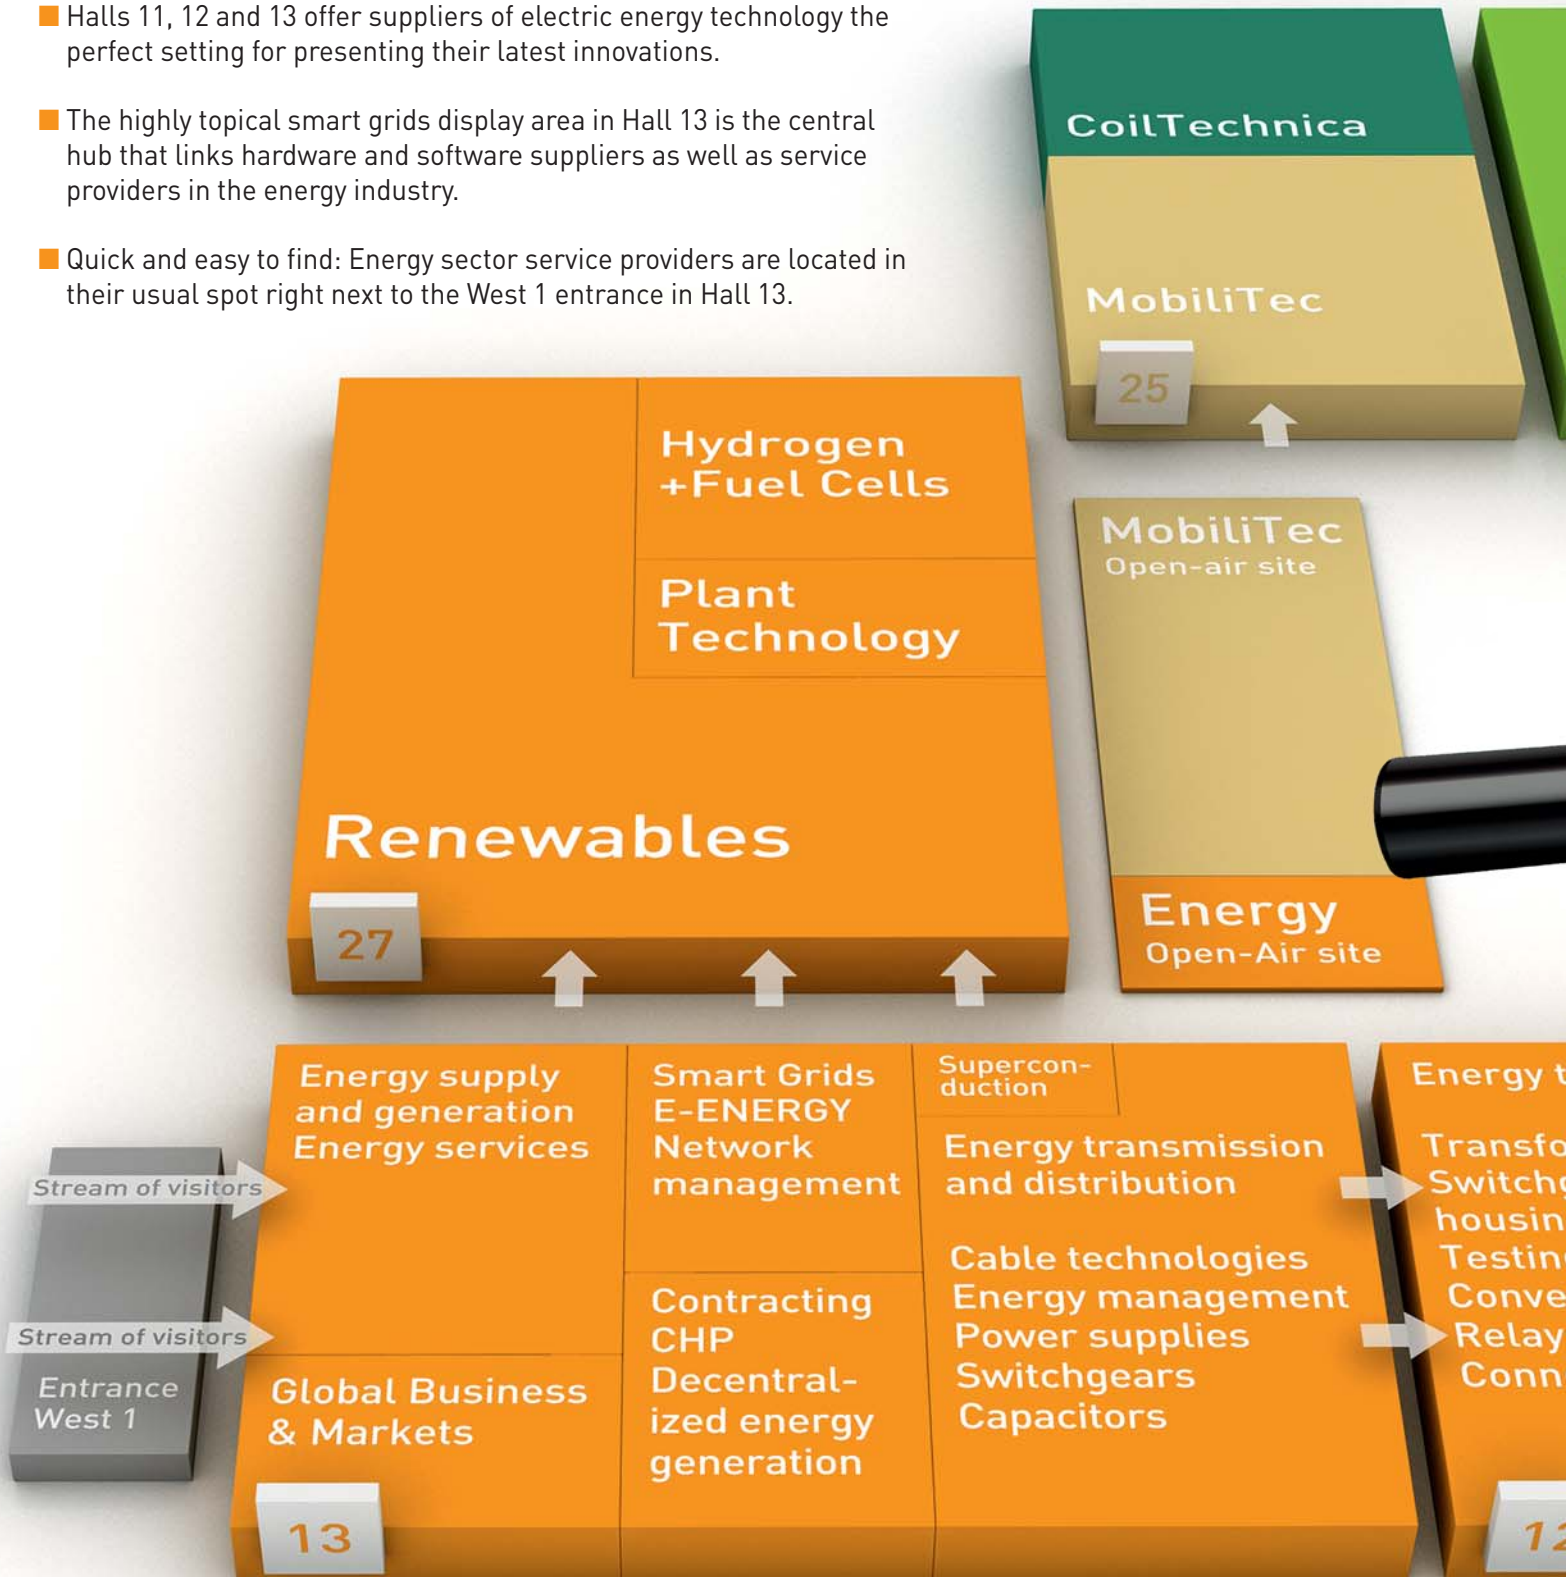 Halls 11, 12 and 13 offer suppliers of electric energy technology the
perfect setting for presenting their latest innovations.
The highly topical smart grids display area in Hall 13 is the central
hub that links hardware and software suppliers as well as service
providers in the energy industry.
Quick and easy to find: Energy sector service providers are located in
their usual spot right next to the West 1 entrance in Hall 13.
CoilTechnica
MobiliTec
25
Hydrogen
+Fuel Cells
Plant
Technology
Renewables
27
MobiliTec
Open-air site
Energy
Open-Air site
Stream of visitors
Stream of visitors
Entrance
West 1
Energy supply
and generation
Energy services
Global Business
& Markets
13
Smart Grids
E-ENERGY
Network
management
Contracting
CHP
Decentral-
ized energy
generation
Supercon-
duction
Energy transmission
and distribution
Cable technologies
Energy management
Power supplies
Switchgears
Capacitors
Energy
Relay
12